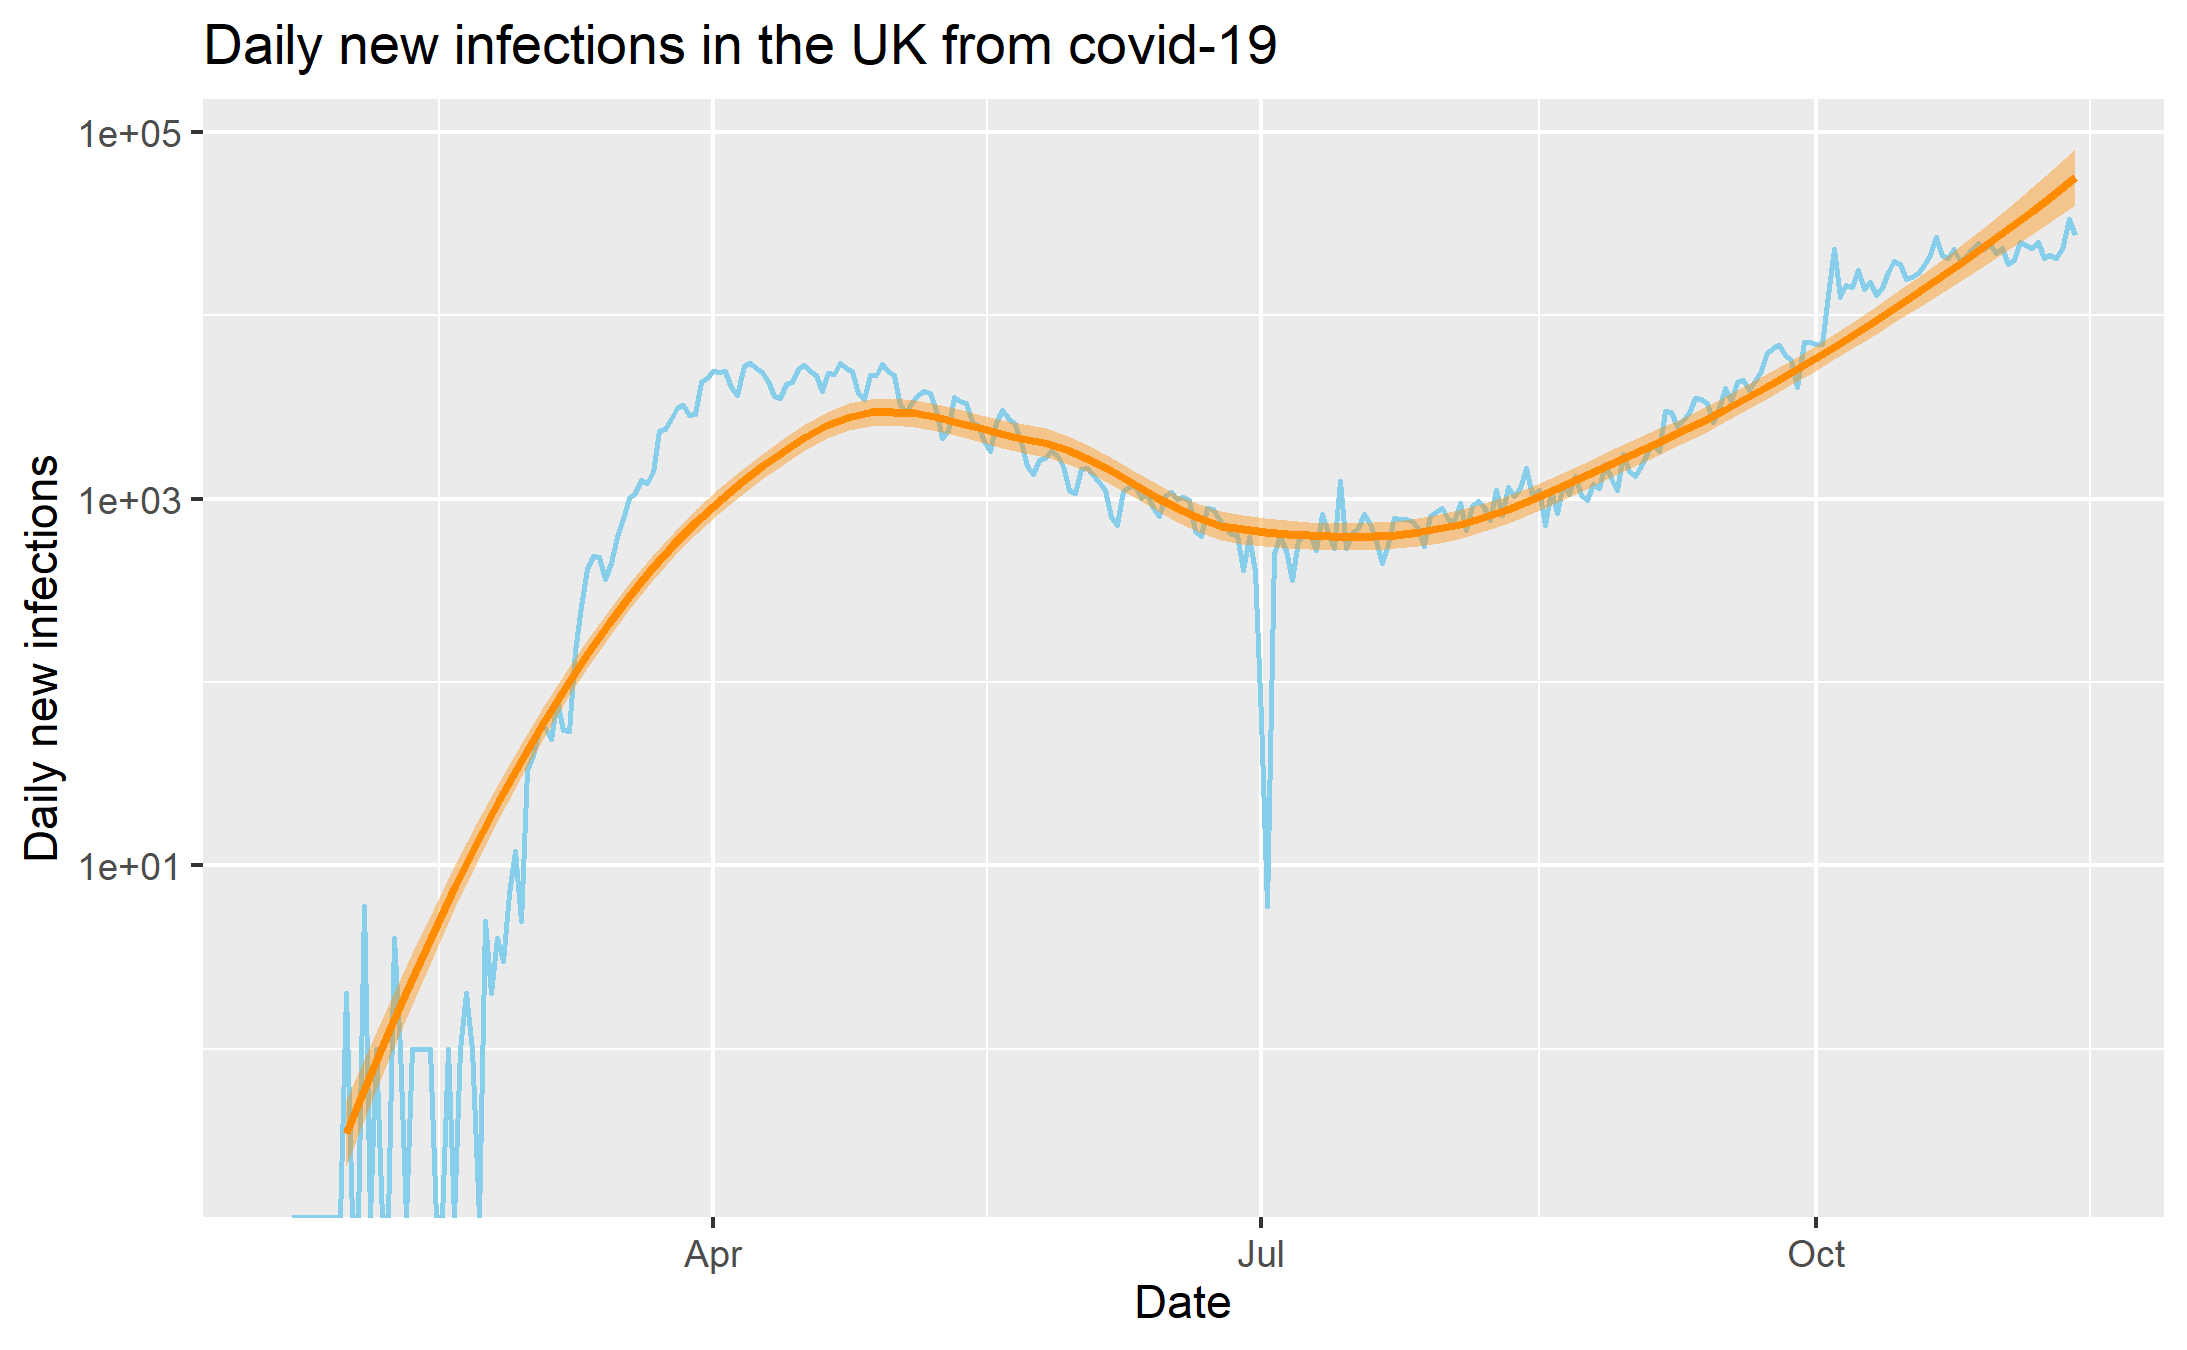 Daily new infections in the UK from covid-19
1e+05
1e+03
1e+01
Daily new infections
Apr
Jul
Oct
Date